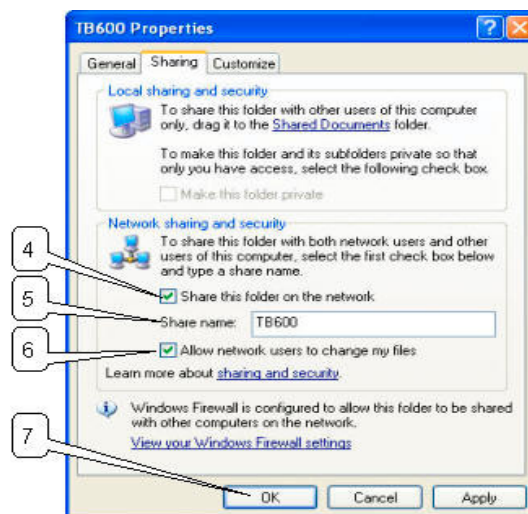 TB600 Properties
General Sharing Customize
Local sharing and security
To share this folder with other users of this computer
only, drag it to the Shared Documents folder.
To make this folder and its subfolders private so that
only you have access, select the following check box.
Make this folder private
Network sharing and security
To share this folder with both network users and other
users of this computer, select the first check box below
and type a share name.
4
Share this folder on the network
5
Share name: TB600
6
Allow network users to change my files
Learn more about sharing and security.
Windows Firewall is configured to allow this folder to be shared
with other computers on the network.
7
View your Windows Firewall settings
OK Cancel Apply